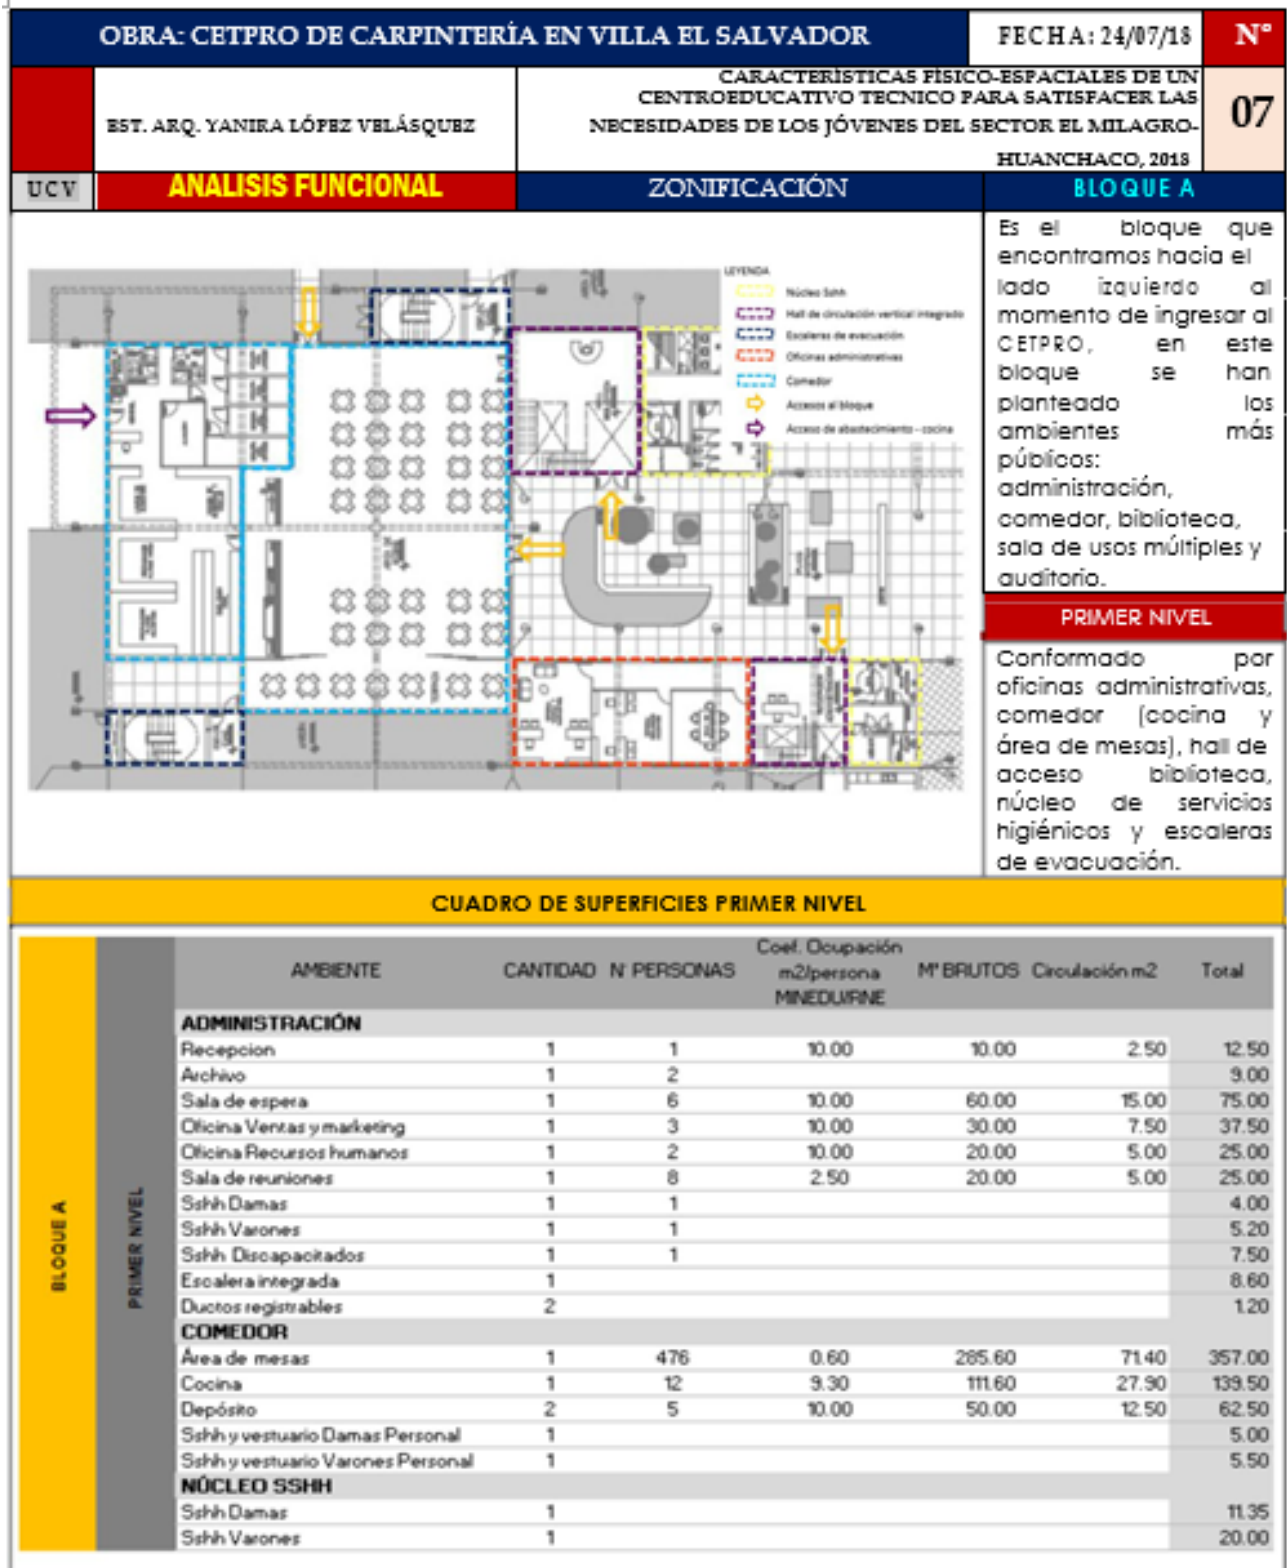 OBRA: CETPRO DE CARPINTERÍA EN VILLA EL SALVADOR
FECHA: 24/07/18
N°
EST. ARQ. YANIRA LÓPEZ VELÁSQUEZ
CARACTERÍSTICAS FÍSICO-ESPACIALES DE UN
CENTROEDUCATIVO TECNICO PARA SATISFACER LAS
NECESIDADES DE LOS JÓVENES DEL SECTOR EL MILAGRO-
HUANCHACO, 2018
07
UCV
ANALISIS FUNCIONAL
ZONIFICACIÓN
BLOQUE A
LEYENDA
Núcleo Sshh
Hall de circulación vertical integrado
Escaleras de evacuación
Oficinas administrativas
Comedor
Accesos al bloque
Acceso de abastecimiento - cocina
Es el bloque que
encontramos hacia el
lado izquierdo al
momento de ingresar al
CETPRO, en este
bloque se han
planteado los
ambientes más
públicos:
administración,
comedor, biblioteca,
sala de usos múltiples y
auditorio.
PRIMER NIVEL
Conformado por
oficinas administrativas,
comedor (cocina y
área de mesas), hall de
acceso biblioteca,
núcleo de servicios
higiénicos y escaleras
de evacuación.
CUADRO DE SUPERFICIES PRIMER NIVEL
BLOQUE A
PRIMER NIVEL
AMBIENTE CANTIDAD N° PERSONAS Coef. Ocupación m2/persona MINEDU/RNE M² BRUTOS Circulación m2 Total
ADMINISTRACIÓN
Recepcion 1 1 10.00 10.00 2.50 12.50
Archivo 1 2 9.00
Sala de espera 1 6 10.00 60.00 15.00 75.00
Oficina Ventas y marketing 1 3 10.00 30.00 7.50 37.50
Oficina Recursos humanos 1 2 10.00 20.00 5.00 25.00
Sala de reuniones 1 8 2.50 20.00 5.00 25.00
Sshh Damas 1 1 4.00
Sshh Varones 1 1 5.20
Sshh Discapacitados 1 1 7.50
Escalera integrada 1 8.60
Ductos registrables 2 1.20
COMEDOR
Área de mesas 1 476 0.60 285.60 71.40 357.00
Cocina 1 12 9.30 111.60 27.90 139.50
Depósito 2 5 10.00 50.00 12.50 62.50
Sshh y vestuario Damas Personal 1 5.00
Sshh y vestuario Varones Personal 1 5.50
NÚCLEO SSHH
Sshh Damas 1 11.35
Sshh Varones 1 20.00